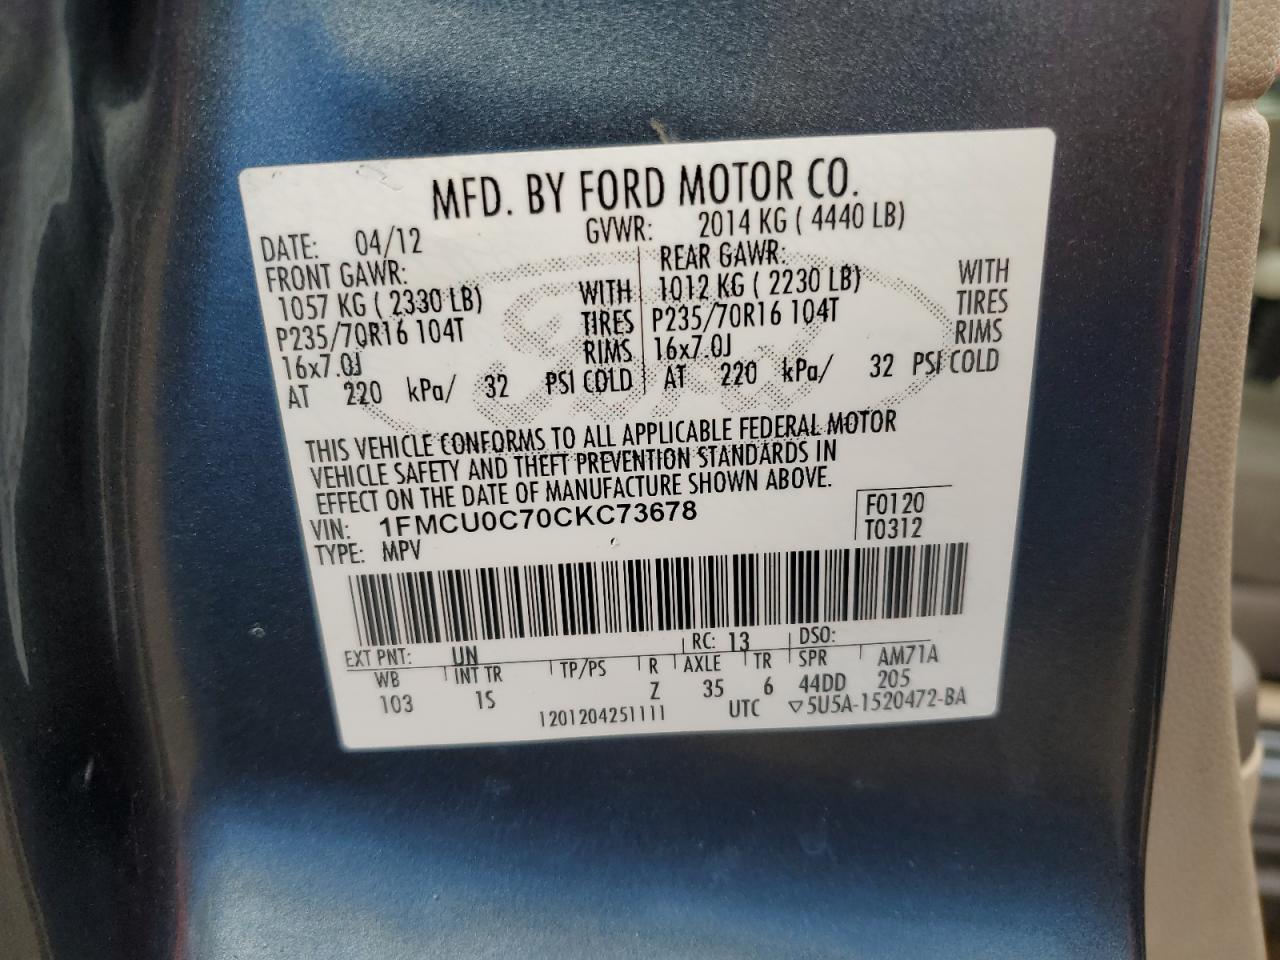 MFD. BY FORD MOTOR CO.
DATE: 04/12 GVWR: 2014 KG ( 4440 LB)
FRONT GAWR: REAR GAWR:
1057 KG ( 2330 LB) WITH 1012 KG ( 2230 LB) WITH
P235/70R16 104T TIRES P235/70R16 104T TIRES
16x7.0J RIMS 16x7.0J RIMS
AT 220 kPa/ 32 PSI COLD AT 220 kPa/ 32 PSI COLD
THIS VEHICLE CONFORMS TO ALL APPLICABLE FEDERAL MOTOR
VEHICLE SAFETY AND THEFT PREVENTION STANDARDS IN
EFFECT ON THE DATE OF MANUFACTURE SHOWN ABOVE.
VIN: 1FMCU0C70CKC73678 F0120
TYPE: MPV T0312
EXT PNT: UN RC: 13 DSO:
WB INT TR TP/PS R AXLE TR SPR AM71A
103 1S Z 35 6 44DD 205
1201204251111 UTC ▽5U5A-1520472-BA